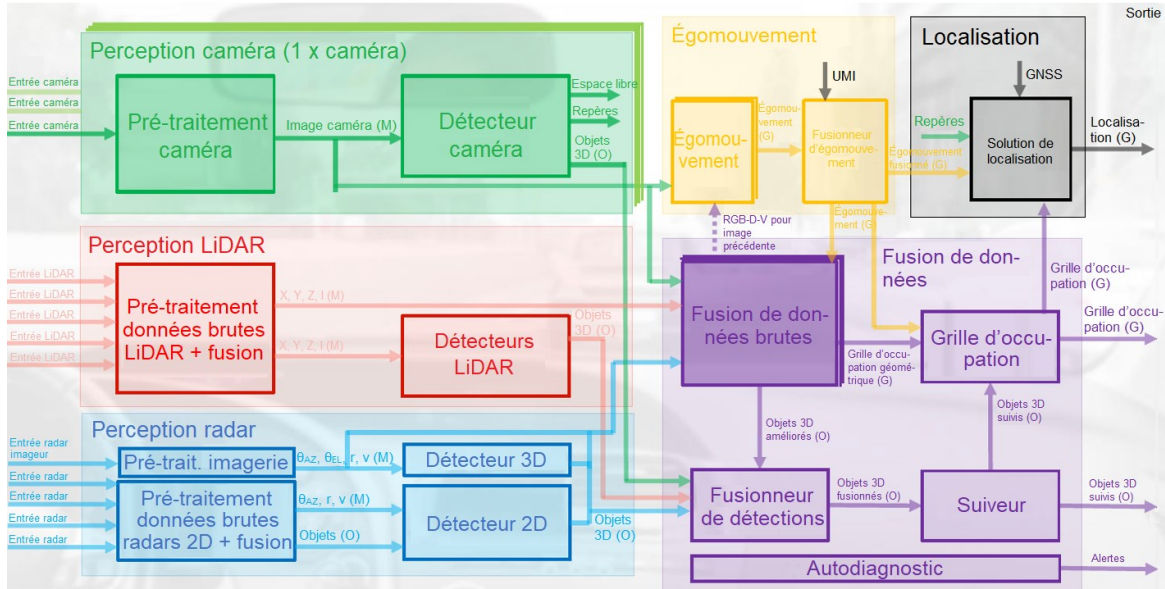 Sortie
Perception caméra (1 x caméra)
Entrée caméra
Entrée caméra
Entrée caméra
Pré-traitement
caméra
Image caméra (M)
Détecteur
caméra
Espace libre
Repères
Objets
3D (O)
Égomouvement
UMI
Égomou-
vement
Égomou-
vement
(G)
Fusionneur
d'égomouve-
ment
Égomouvement
fusionné (G)
Égomouve-
ment (G)
RGB-D-V pour
image
précédente
Localisation
GNSS
Repères
Solution de
localisation
Localisa-
tion (G)
Perception LiDAR
Entrée LiDAR
Entrée LiDAR
Entrée LiDAR
Entrée LiDAR
Entrée LiDAR
Pré-traitement
données brutes
LiDAR + fusion
X, Y, Z, I (M)
X, Y, Z, I (M)
Détecteurs
LiDAR
Objets
3D (O)
Perception radar
Entrée radar
imageur
Entrée radar
Entrée radar
Entrée radar
Entrée radar
Pré-trait. imagerie
θAZ, θEL, r, v (M)
Détecteur 3D
Pré-traitement
données brutes
radars 2D + fusion
θAZ, r, v (M)
Objets (O)
Détecteur 2D
Objets
3D (O)
Fusion de don-
nées
Fusion de don-
nées brutes
Grille d'occu-
pation géomé-
trique (G)
Grille d'occu-
pation
Grille d'occu-
pation (G)
Grille d'occu-
pation (G)
Objets 3D
améliorés (O)
Objets 3D
suivis (O)
Fusionneur
de détections
Objets 3D
fusionnés (O)
Suiveur
Objets 3D
suivis (O)
Autodiagnostic
Alertes